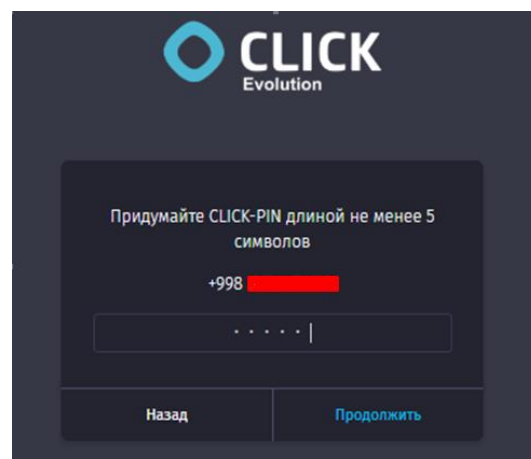 CLICK
Evolution
Придумайте CLICK-PIN длиной не менее 5
символов
+998
Назад
Продолжить